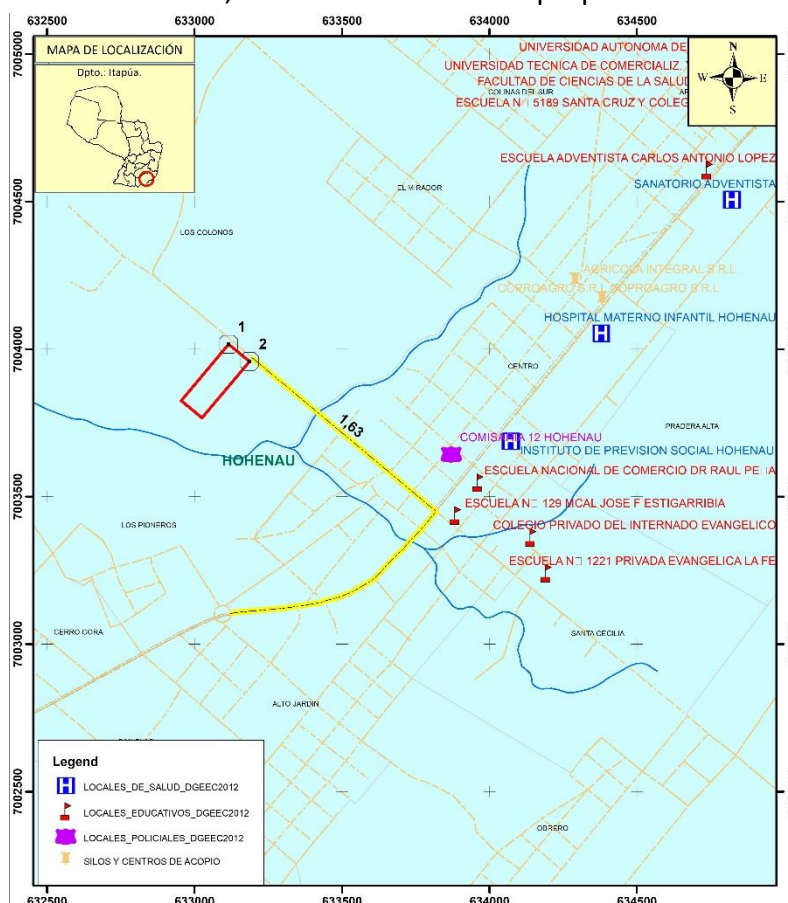 632500 633000 633500 634000 634500
7005000
7004500
7004000
7003500
7003000
7002500
MAPA DE LOCALIZACIÓN
Dpto.: Itapúa.
N
W E
S
UNIVERSIDAD AUTONOMA DE
UNIVERSIDAD TECNICA DE COMERCIALIZ.
FACULTAD DE CIENCIAS DE LA SALUD
COLINAS DEL SUR
ESCUELA N□ 5189 SANTA CRUZ Y COLEG
ESCUELA ADVENTISTA CARLOS ANTONIO LOPEZ
SANATORIO ADVENTISTA
EL MIRADOR
LOS COLONOS
AGRICOLA INTEGRAL S.R.L
COPROAGRO S.R.L
COPROAGRO S.R.L
HOSPITAL MATERNO INFANTIL HOHENAU
1
2
CENTRO
1,63
PRADERA ALTA
COMISARIA 12 HOHENAU
INSTITUTO DE PREVISION SOCIAL HOHENAU
HOHENAU
ESCUELA NACIONAL DE COMERCIO DR RAUL PE□A
ESCUELA N□ 129 MCAL JOSE F ESTIGARRIBIA
LOS PIONEROS
COLEGIO PRIVADO DEL INTERNADO EVANGELICO
ESCUELA N□ 1221 PRIVADA EVANGELICA LA FE
CERRO CORA
SANTA CECILIA
ALTO JARDIN
OBRERO
Legend
LOCALES_DE_SALUD_DGEEC2012
LOCALES_EDUCATIVOS_DGEEC2012
LOCALES_POLICIALES_DGEEC2012
SILOS Y CENTROS DE ACOPIO
632500 633000 633500 634000 634500